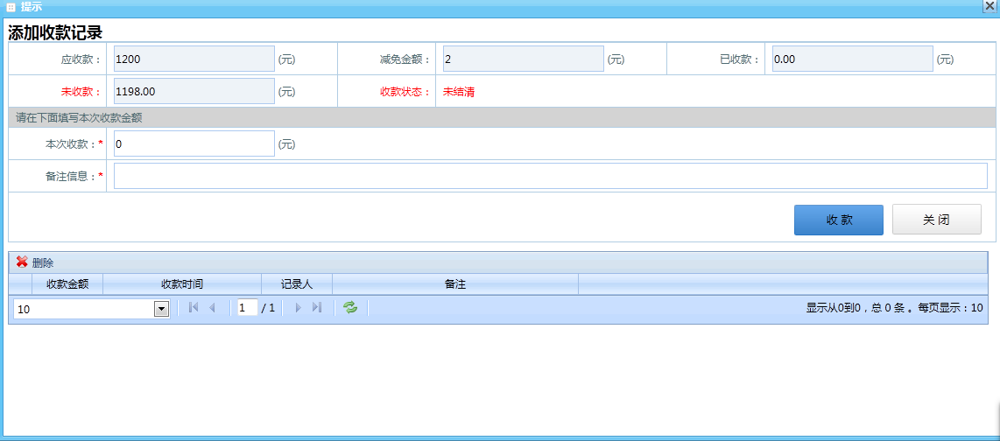 提示
添加收款记录
应收款： 1200 (元) 减免金额： 2 (元) 已收款： 0.00 (元)
未收款： 1198.00 (元) 收款状态： 未结清
请在下面填写本次收款金额
本次收款：* 0 (元)
备注信息：*
收 款 关 闭
删除
收款金额 收款时间 记录人 备注
10 1 / 1 显示从0到0，总 0 条 。每页显示：10